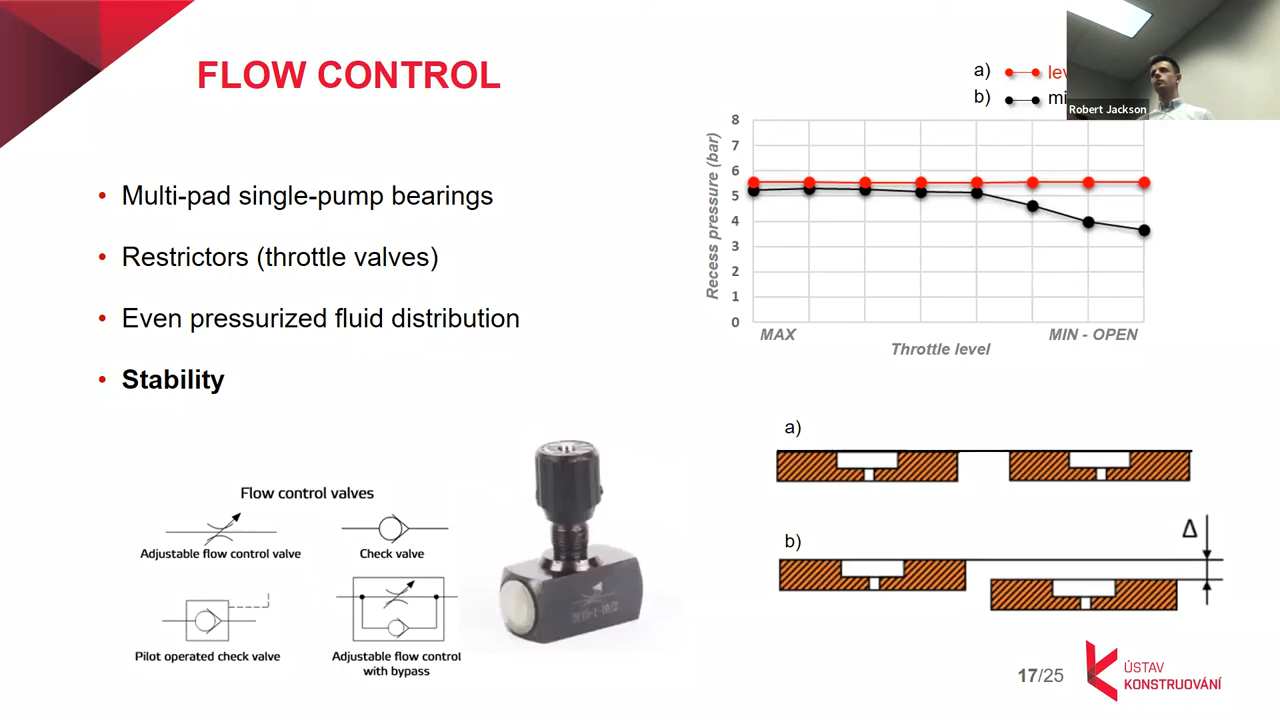 FLOW CONTROL
• Multi-pad single-pump bearings
• Restrictors (throttle valves)
• Even pressurized fluid distribution
• Stability
a)
b)
Robert Jackson
Recess pressure (bar)
8
7
6
5
4
3
2
1
0
MAX
MIN - OPEN
Throttle level
Flow control valves
Adjustable flow control valve
Check valve
Pilot operated check valve
Adjustable flow control
with bypass
a)
b)
Δ
17/25
ÚSTAV
KONSTRUOVÁNÍ